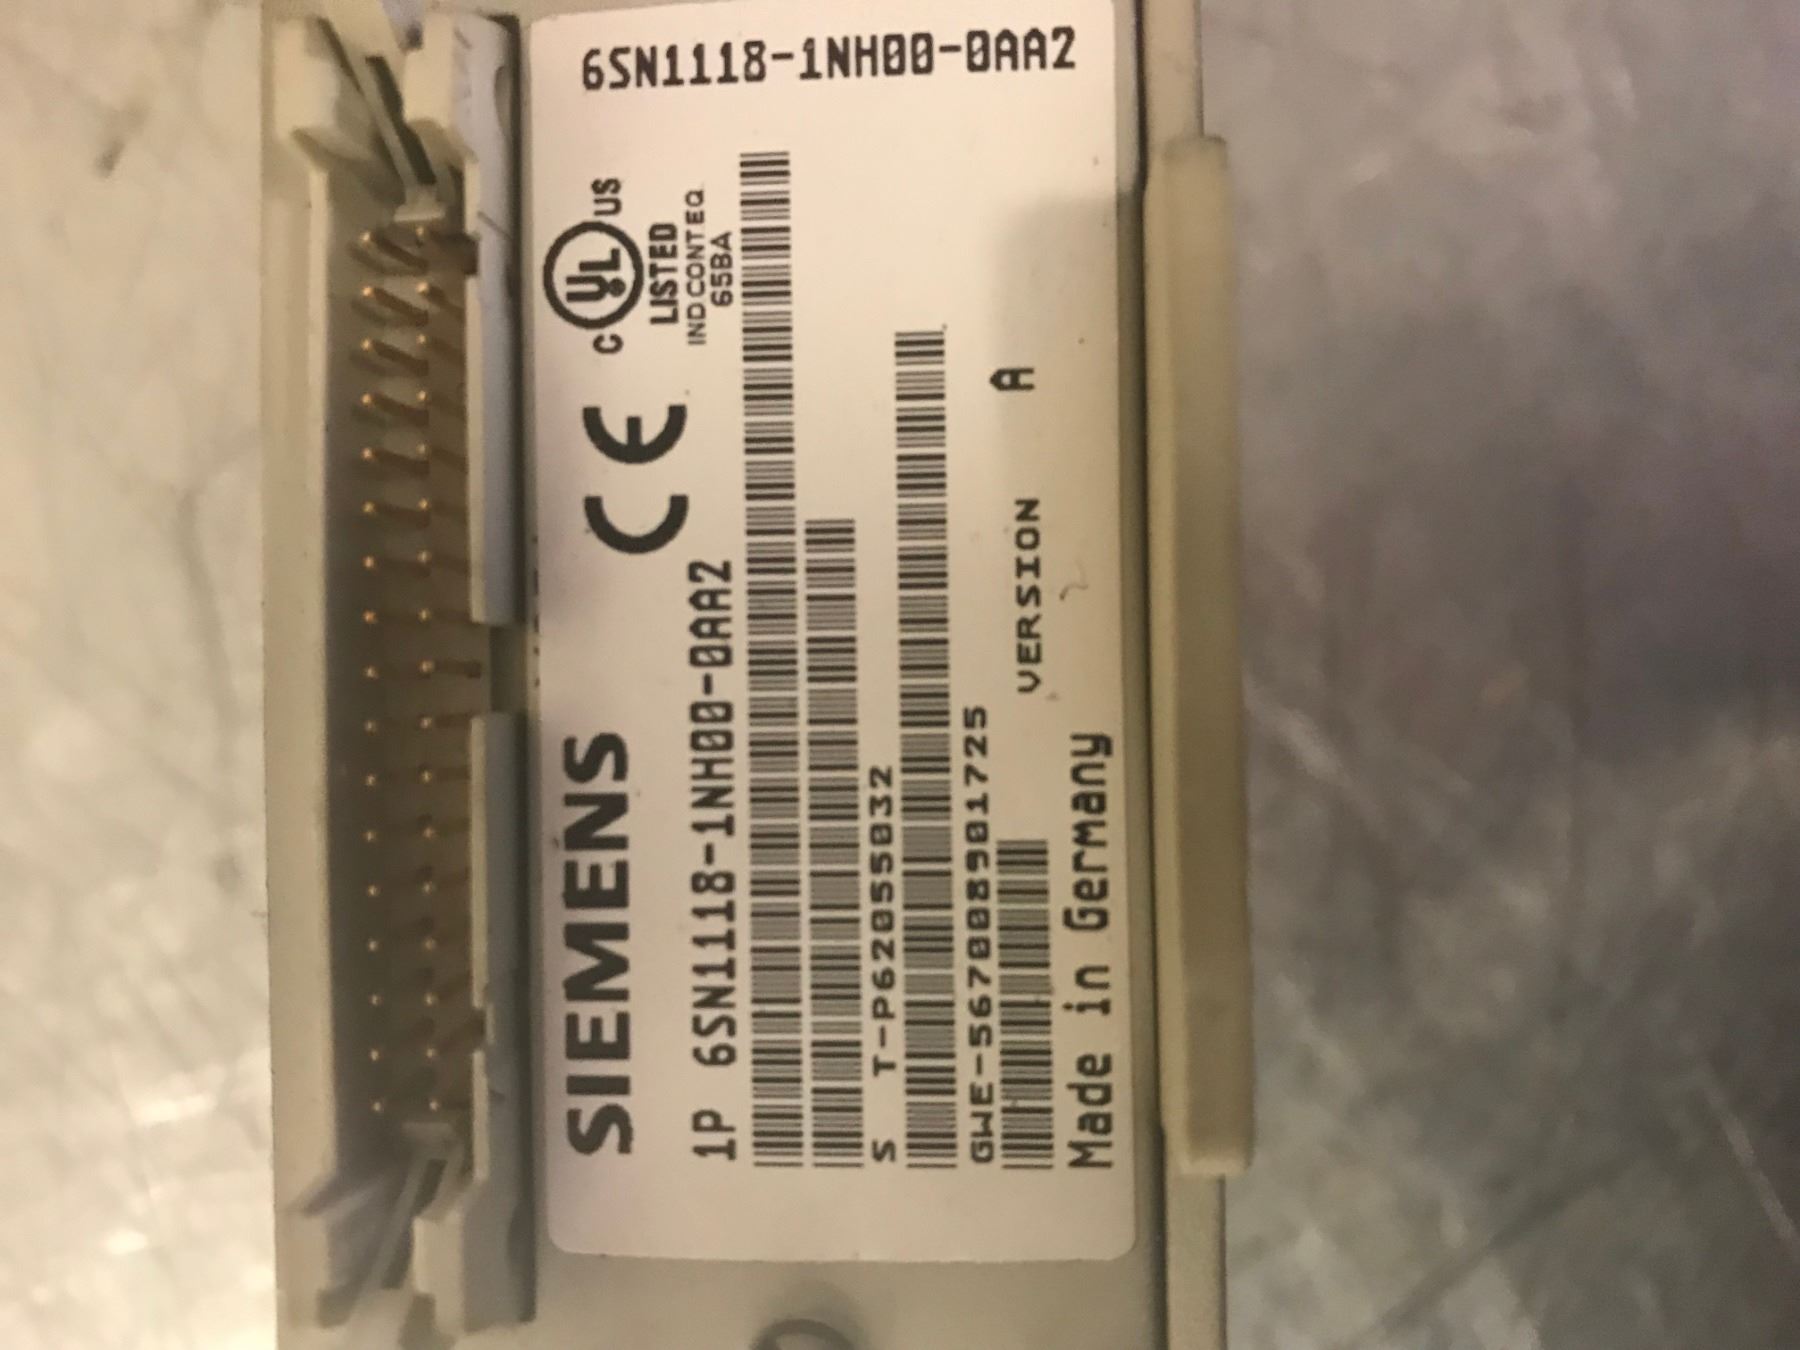 6SN1118-1NH00-0AA2
SIEMENS
CE
C UL US
LISTED
IND CONT EQ
65BA
1P 6SN1118-1NH00-0AA2
S T-P62055032
GWE-567008901725
VERSION A
Made in Germany